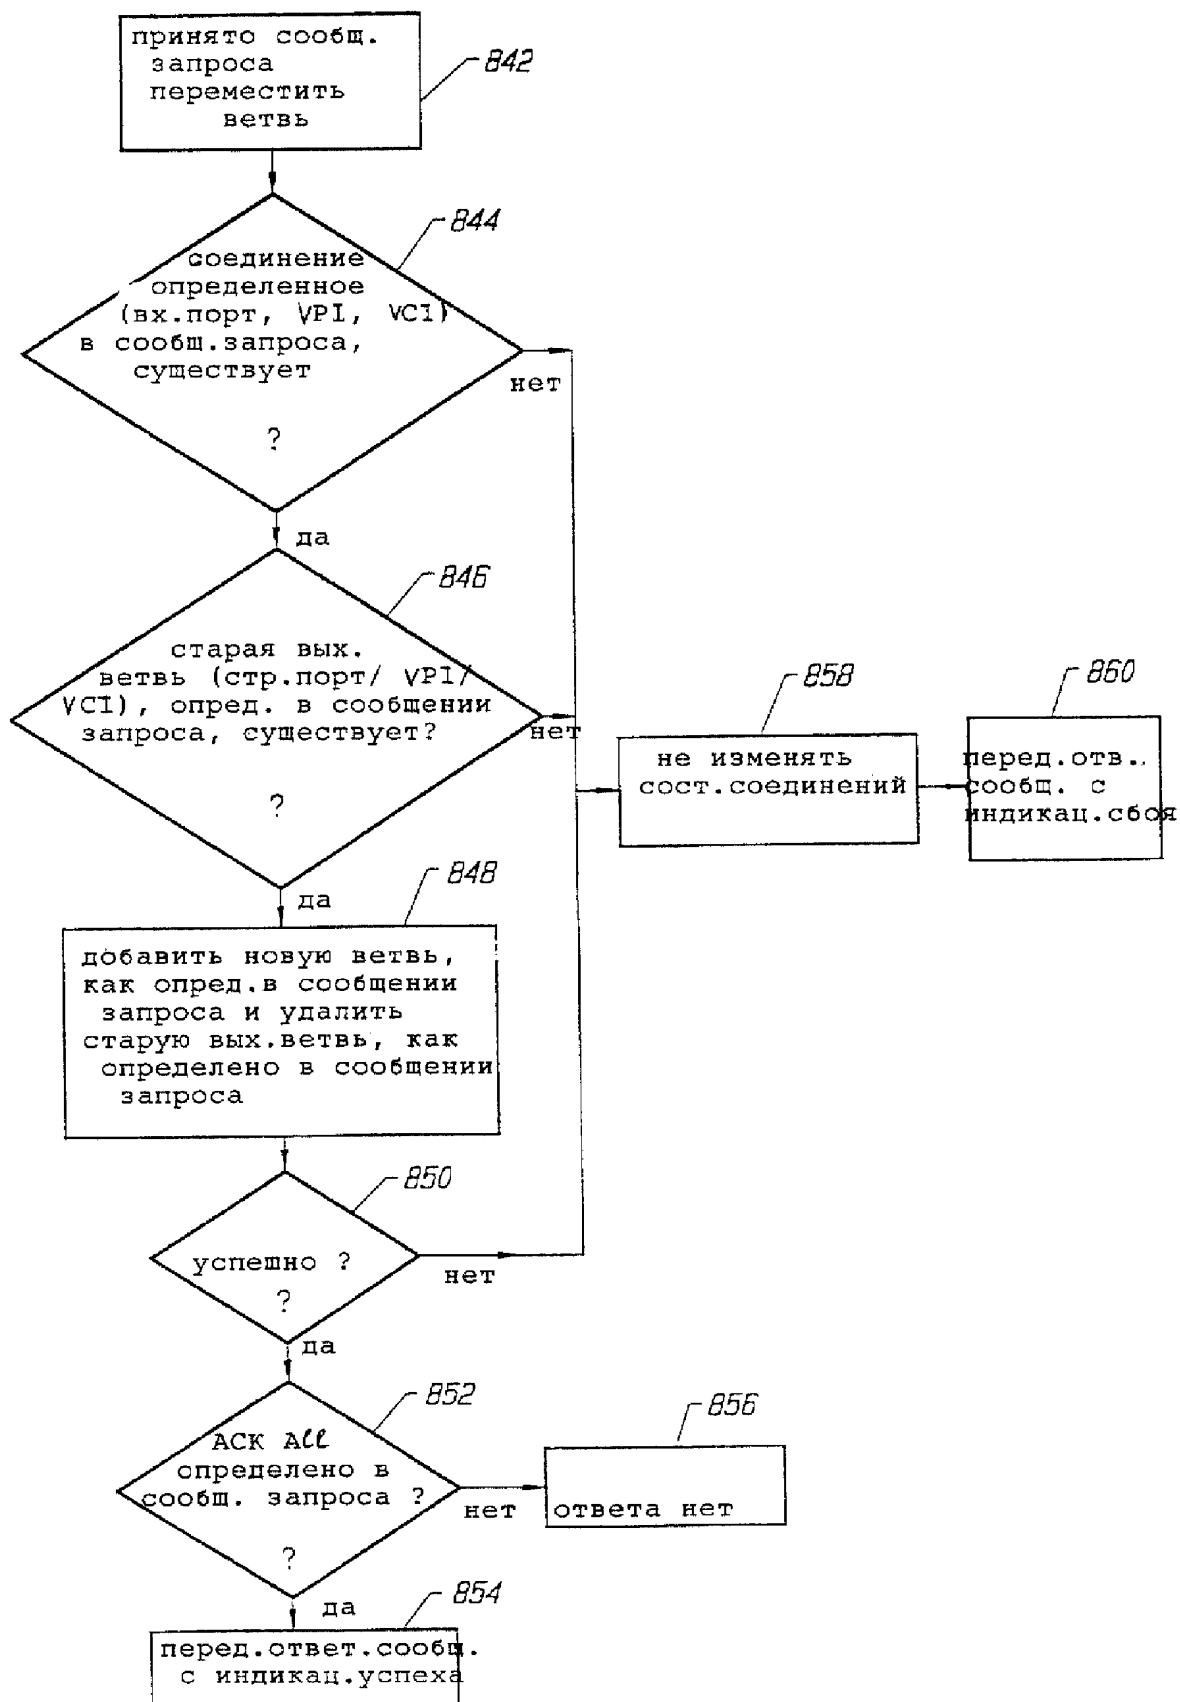 принято сообщ.
запроса
переместить
ветвь
842
844
соединение
определенное
(вх.порт, VPI, VCI)
в сообщ.запроса,
существует
?
нет
да
846
старая вых.
ветвь (стр.порт/ VPI/
VCI), опред. в сообщении
запроса, существует?
?
нет
858
не изменять
сост.соединений
860
перед.отв.
сообщ. с
индикац.сбоя
да
848
добавить новую ветвь,
как опред.в сообщении
запроса и удалить
старую вых.ветвь, как
определено в сообщении
запроса
850
успешно ?
?
нет
да
852
АСК All
определено в
сообщ. запроса ?
?
нет
856
ответа нет
да
854
перед.ответ.сообщ.
с индикац.успеха